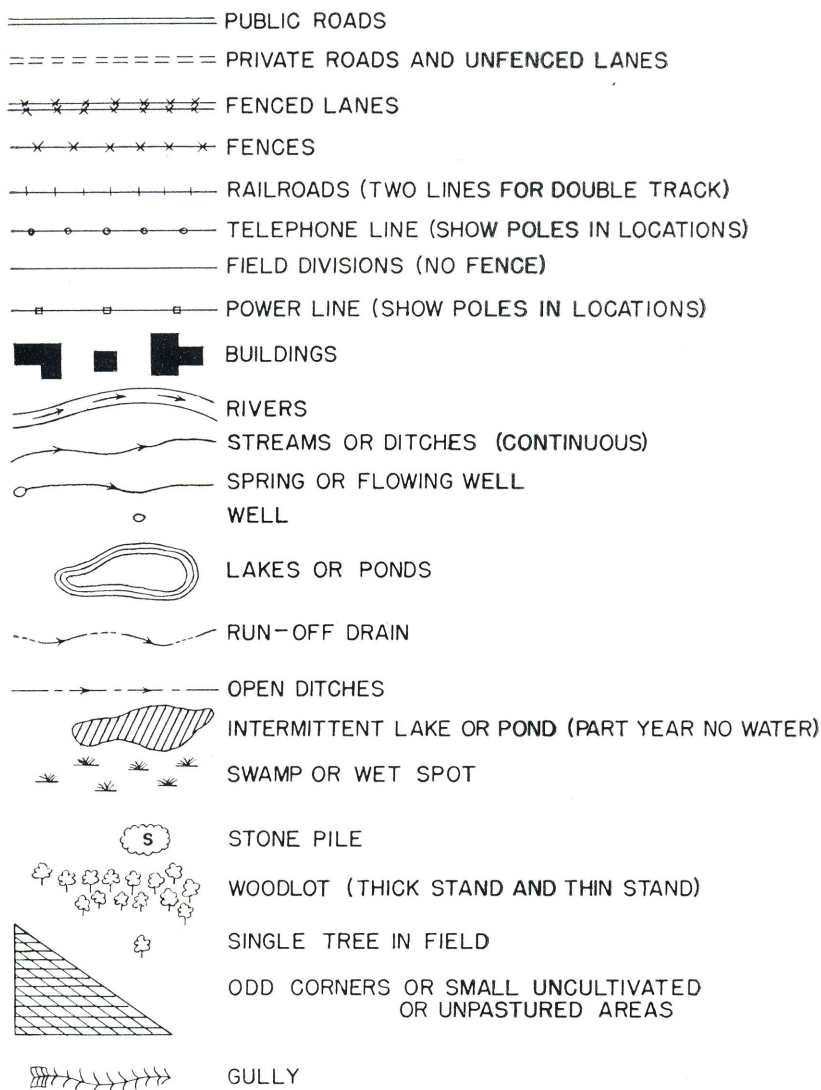 PUBLIC ROADS
PRIVATE ROADS AND UNFENCED LANES
FENCED LANES
FENCES
RAILROADS (TWO LINES FOR DOUBLE TRACK)
TELEPHONE LINE (SHOW POLES IN LOCATIONS)
FIELD DIVISIONS (NO FENCE)
POWER LINE (SHOW POLES IN LOCATIONS)
BUILDINGS
RIVERS
STREAMS OR DITCHES (CONTINUOUS)
SPRING OR FLOWING WELL
WELL
LAKES OR PONDS
RUN-OFF DRAIN
OPEN DITCHES
INTERMITTENT LAKE OR POND (PART YEAR NO WATER)
SWAMP OR WET SPOT
S STONE PILE
WOODLOT (THICK STAND AND THIN STAND)
SINGLE TREE IN FIELD
ODD CORNERS OR SMALL UNCULTIVATED
OR UNPASTURED AREAS
GULLY